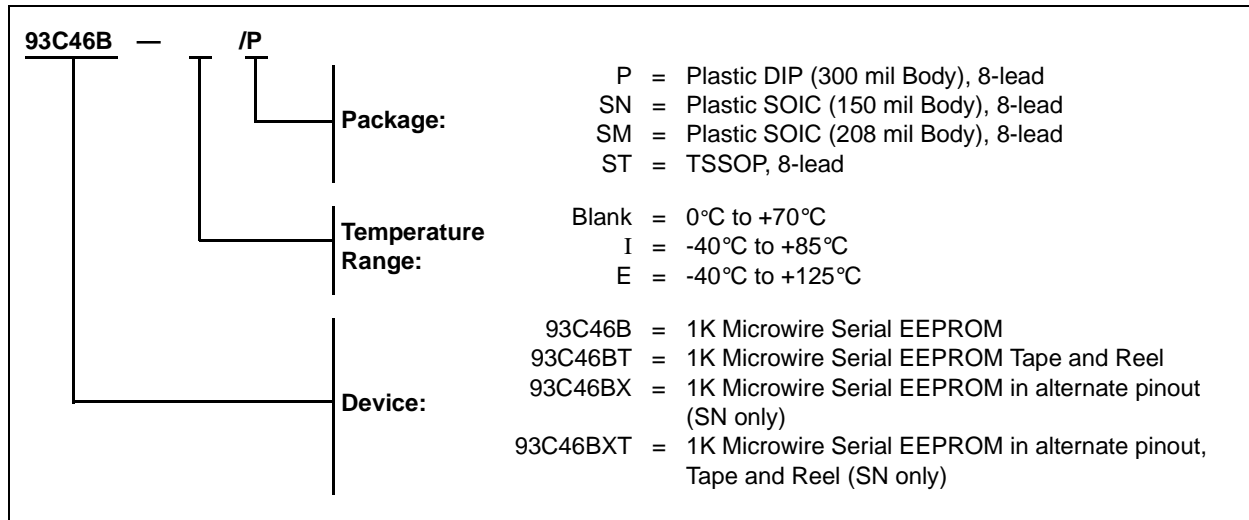 93C46B — /P
Package:
P = Plastic DIP (300 mil Body), 8-lead
SN = Plastic SOIC (150 mil Body), 8-lead
SM = Plastic SOIC (208 mil Body), 8-lead
ST = TSSOP, 8-lead
Temperature
Range:
Blank = 0°C to +70°C
I = -40°C to +85°C
E = -40°C to +125°C
Device:
93C46B = 1K Microwire Serial EEPROM
93C46BT = 1K Microwire Serial EEPROM Tape and Reel
93C46BX = 1K Microwire Serial EEPROM in alternate pinout
(SN only)
93C46BXT = 1K Microwire Serial EEPROM in alternate pinout,
Tape and Reel (SN only)